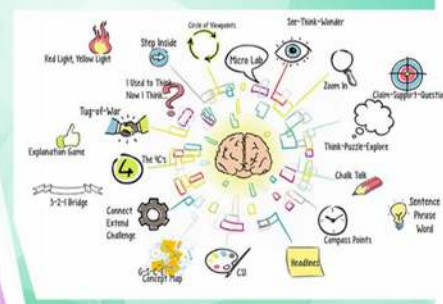 Circle of Viewpoints
See-Think-Wonder
Step Inside
Micro Lab
Red Light, Yellow Light
Zoom In
I Used to Think
Now I Think...
Claim-Support-Question
Tug-of-War
Think-Puzzle-Explore
Explanation Game
4
The 4C's
Chalk Talk
3-2-1 Bridge
Sentence
Phrase
Word
Connect
Extend
Challenge
Compass Points
G-S-C-E
Concept Map
CSI
Headlines